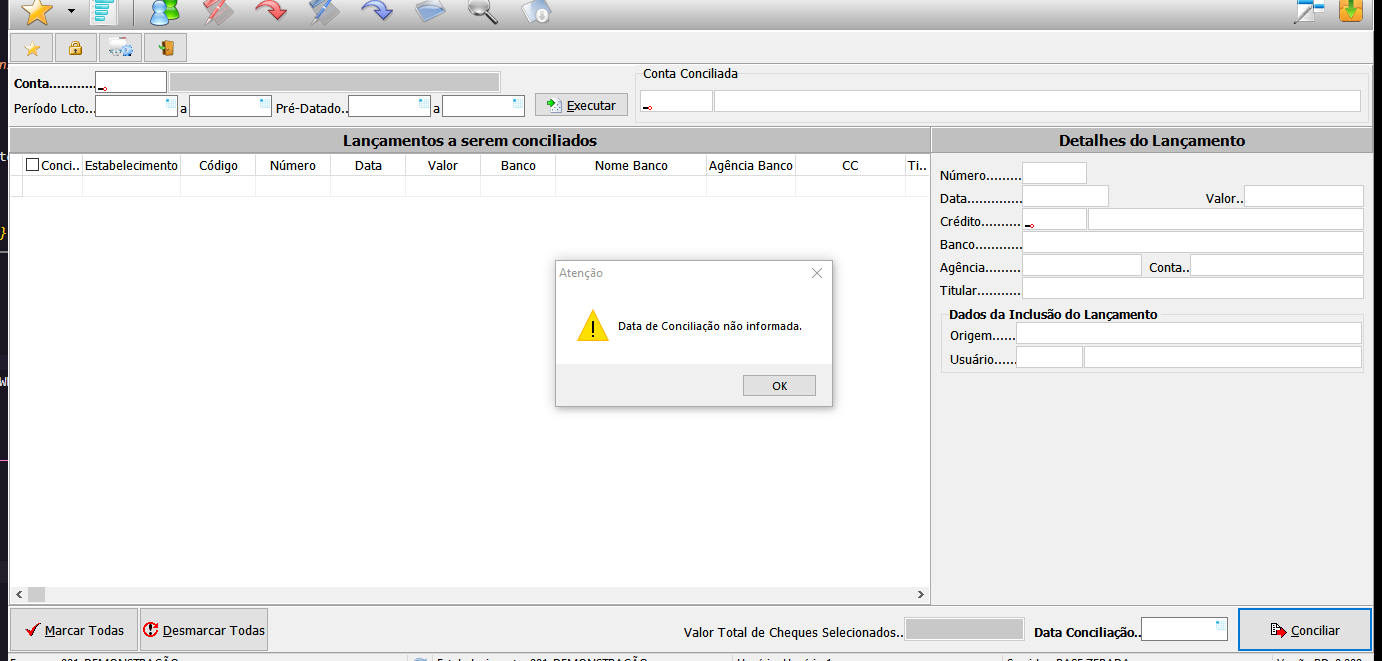 Conta............
Conta Conciliada
Período Lcto... a Pré-Datado.. a Executar
Lançamentos a serem conciliados
Detalhes do Lançamento
Conci.. Estabelecimento Código Número Data Valor Banco Nome Banco Agência Banco CC Ti..
Número.........
Data.............. Valor..
Crédito..........
Banco............
Agência......... Conta..
Titular...........
Dados da Inclusão do Lançamento
Origem......
Usuário......
Atenção
Data de Conciliação não informada.
OK
Marcar Todas Desmarcar Todas Valor Total de Cheques Selecionados.. Data Conciliação.. Conciliar